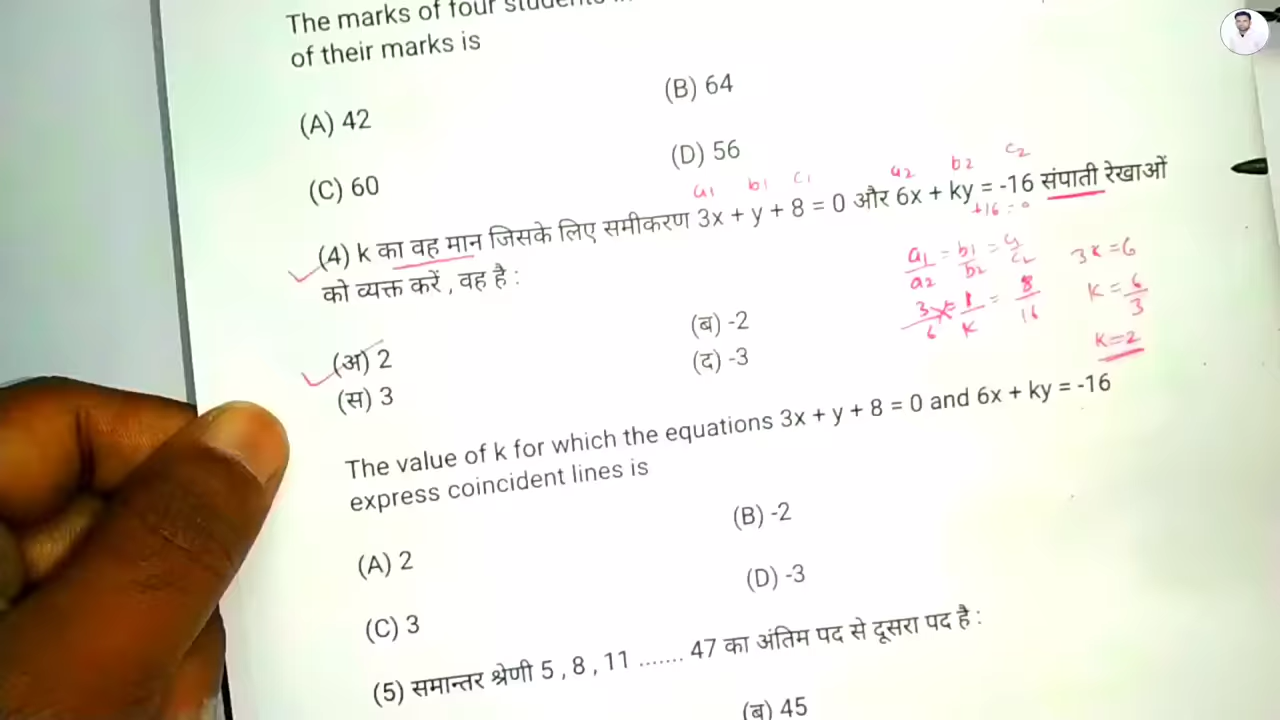 The marks of four students
of their marks is
(A) 42
(B) 64
(C) 60
(D) 56
a1 b1 c1 a2 b2 c2
(4) k का वह मान जिसके लिए समीकरण 3x + y + 8 = 0 और 6x + ky = -16 संपाती रेखाओं
+16 = 0
को व्यक्त करें , वह है :
a1/a2 = b1/b2 = c1/c2
3/6 = 1/k = 8/16
3k = 6
k = 6/3
k = 2
(अ) 2
(ब) -2
(स) 3
(द) -3
The value of k for which the equations 3x + y + 8 = 0 and 6x + ky = -16
express coincident lines is
(A) 2
(B) -2
(C) 3
(D) -3
(5) समान्तर श्रेणी 5 , 8 , 11 ....... 47 का अंतिम पद से दूसरा पद है :
(ब) 45